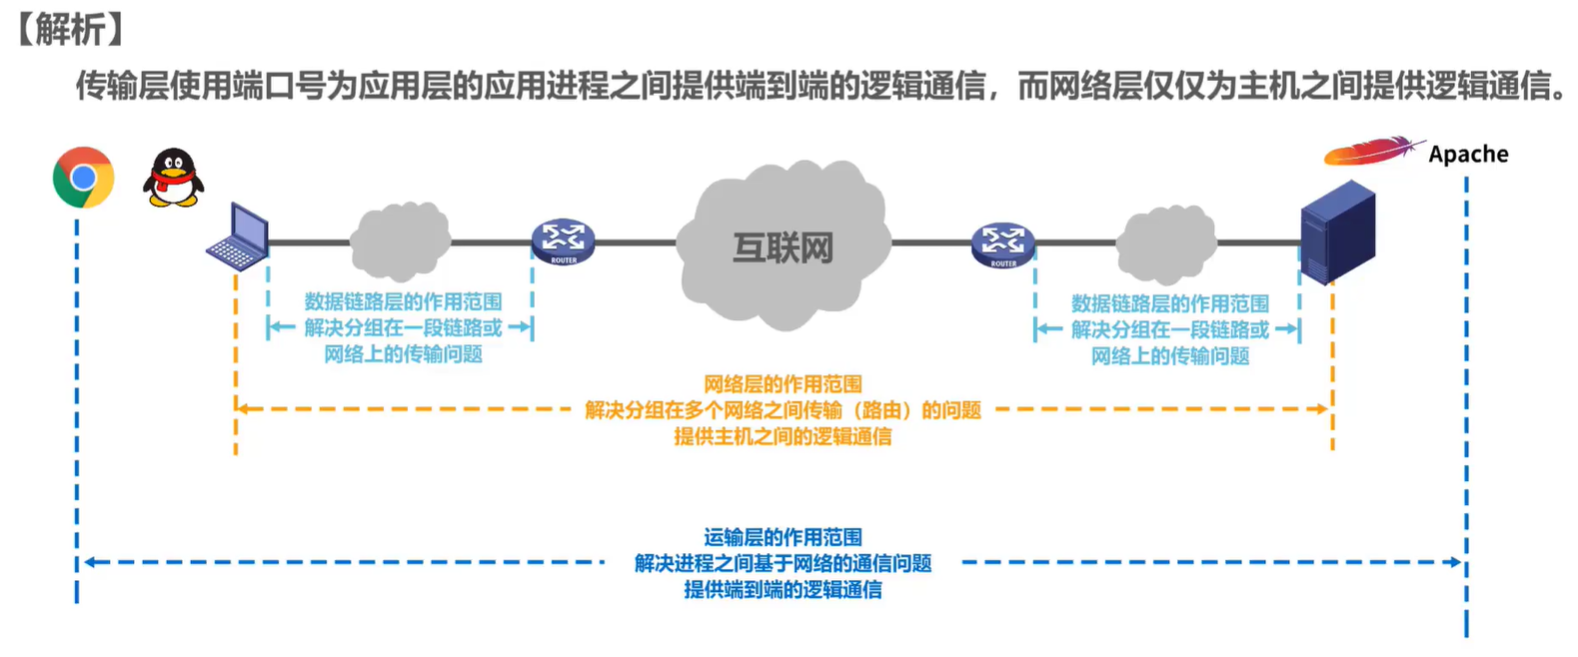 【解析】
传输层使用端口号为应用层的应用进程之间提供端到端的逻辑通信，而网络层仅仅为主机之间提供逻辑通信。
Apache
ROUTER
互联网
ROUTER
数据链路层的作用范围
解决分组在一段链路或
网络上的传输问题
数据链路层的作用范围
解决分组在一段链路或
网络上的传输问题
网络层的作用范围
解决分组在多个网络之间传输（路由）的问题
提供主机之间的逻辑通信
运输层的作用范围
解决进程之间基于网络的通信问题
提供端到端的逻辑通信